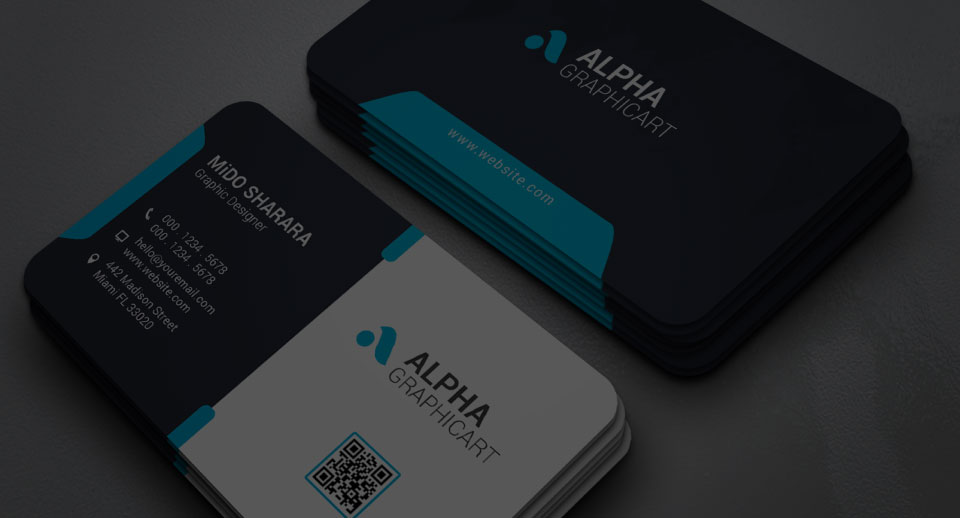 ALPHA
GRAPHICART
www.website.com
MiDO SHARARA
Graphic Designer
000 . 1234 . 5678
000 . 1234 . 5678
hello@youremail.com
www.website.com
442 Madison Street
Miami FL 33020
ALPHA
GRAPHICART